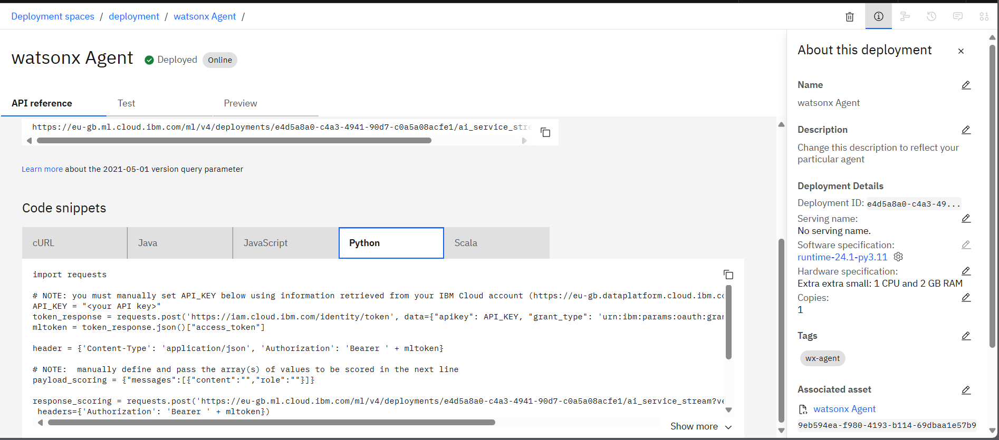 Deployment spaces / deployment / watsonx Agent /
watsonx Agent Deployed Online
API reference Test Preview
https://eu-gb.ml.cloud.ibm.com/ml/v4/deployments/e4d5a8a0-c4a3-4941-90d7-c0a5a08acfe1/ai_service_stre
Learn more about the 2021-05-01 version query parameter
Code snippets
cURL Java JavaScript Python Scala
import requests
# NOTE: you must manually set API_KEY below using information retrieved from your IBM Cloud account (https://eu-gb.dataplatform.cloud.ibm.co
API_KEY = "<your API key>"
token_response = requests.post('https://iam.cloud.ibm.com/identity/token', data={"apikey": API_KEY, "grant_type": 'urn:ibm:params:oauth:gran
mltoken = token_response.json()["access_token"]
header = {'Content-Type': 'application/json', 'Authorization': 'Bearer ' + mltoken}
# NOTE:  manually define and pass the array(s) of values to be scored in the next line
payload_scoring = {"messages":[{"content":"","role":""}]}
response_scoring = requests.post('https://eu-gb.ml.cloud.ibm.com/ml/v4/deployments/e4d5a8a0-c4a3-4941-90d7-c0a5a08acfe1/ai_service_stream?ve
headers={'Authorization': 'Bearer ' + mltoken})
Show more
About this deployment
Name
watsonx Agent
Description
Change this description to reflect your
particular agent
Deployment Details
Deployment ID: e4d5a8a0-c4a3-49...
Serving name:
No serving name.
Software specification:
runtime-24.1-py3.11
Hardware specification:
Extra extra small: 1 CPU and 2 GB RAM
Copies:
1
Tags
wx-agent
Associated asset
watsonx Agent
9eb594ea-f980-4193-b114-69dbaa1e57b9